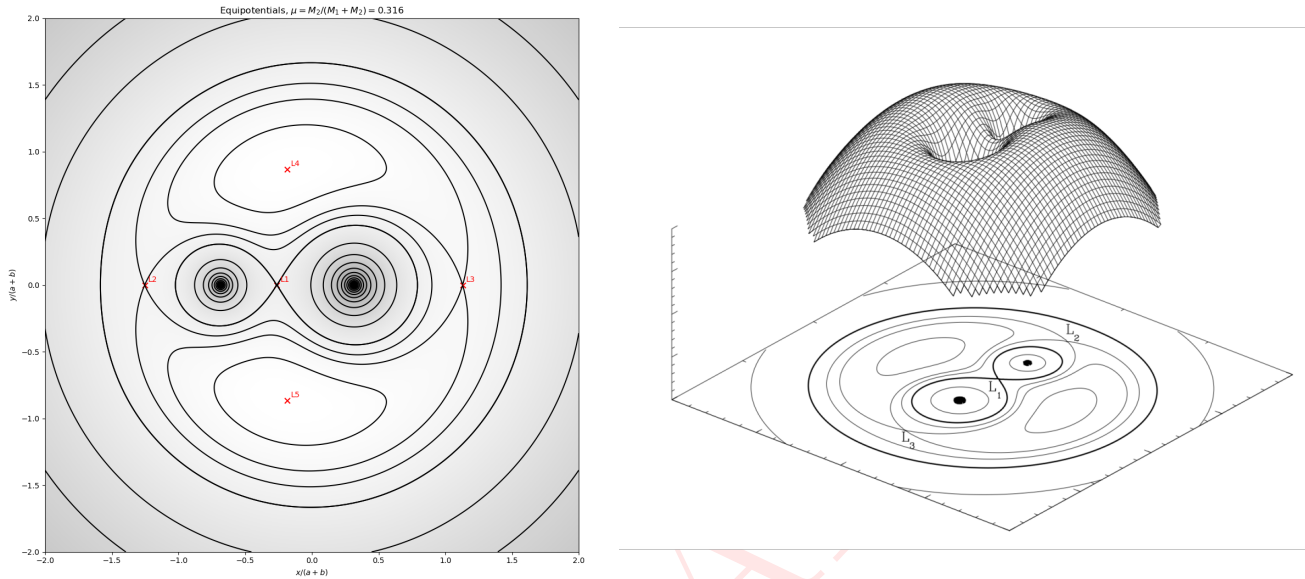 Equipotentials, μ = M₂/(M₁ + M₂) = 0.316
2.0
1.5
1.0
0.5
0.0
−0.5
−1.0
−1.5
−2.0
y/(a + b)
L4
L2
L1
L3
L5
−2.0 −1.5 −1.0 −0.5 0.0 0.5 1.0 1.5 2.0
x/(a + b)
L₂
L₁
L₃